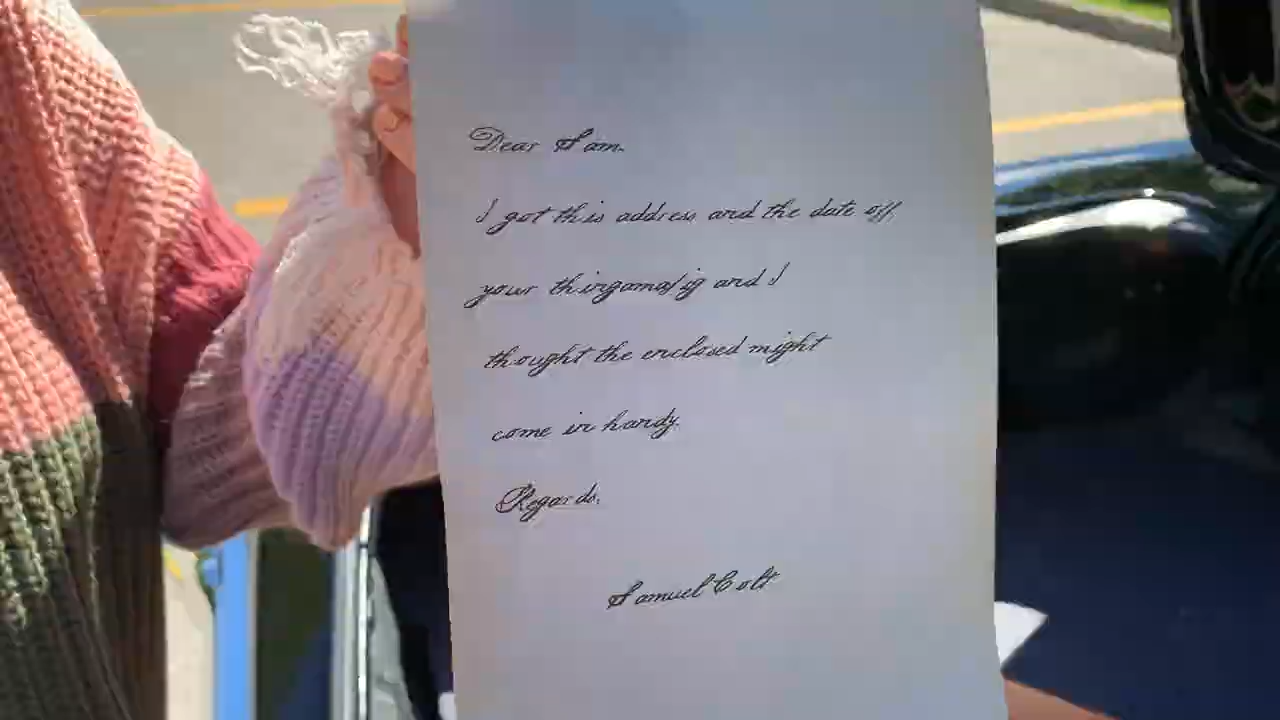 Dear Sam.
I got this address and the date off
your thingamajig and I
thought the enclosed might
come in handy.
Regards.
Samuel Colt